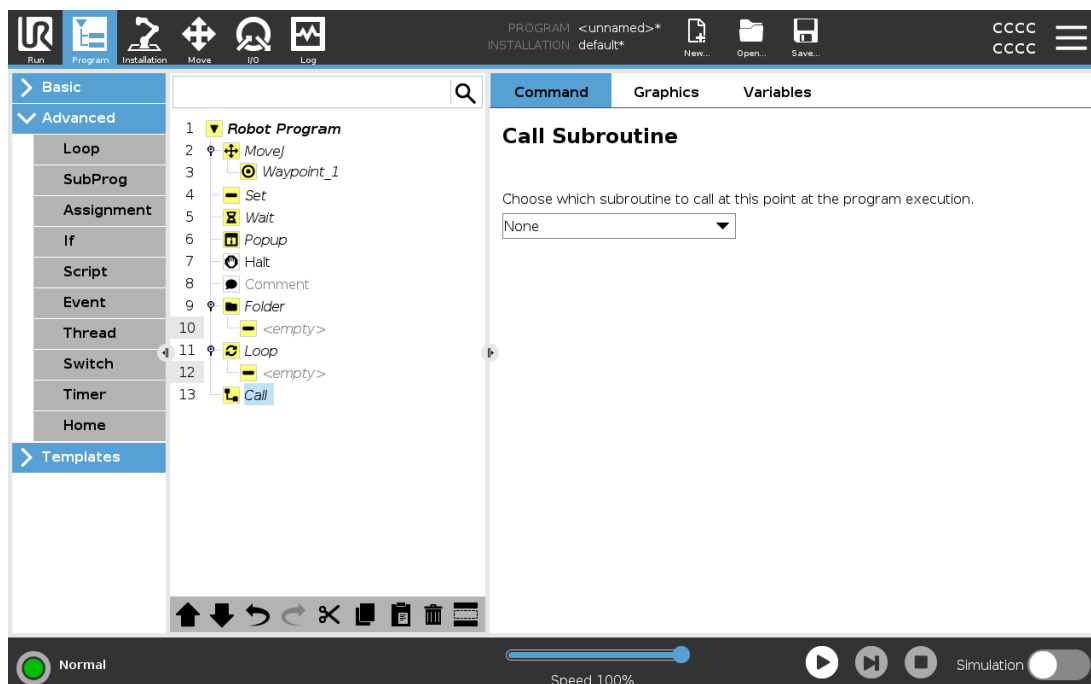 PROGRAM <unnamed>*
INSTALLATION default*
CCCC
CCCC
Run Program Installation Move I/O Log New... Open... Save...
Basic
Advanced
Loop
SubProg
Assignment
If
Script
Event
Thread
Switch
Timer
Home
Templates
1 Robot Program
2 MoveJ
3 Waypoint_1
4 Set
5 Wait
6 Popup
7 Halt
8 Comment
9 Folder
10 <empty>
11 Loop
12 <empty>
13 Call
Command Graphics Variables
Call Subroutine
Choose which subroutine to call at this point at the program execution.
None
Normal
Speed 100%
Simulation